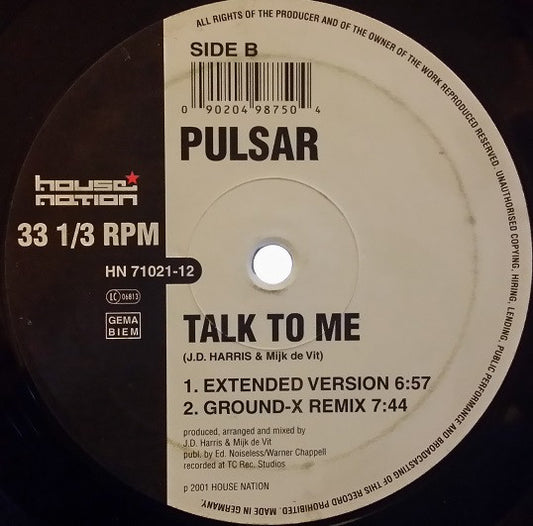 ALL RIGHTS OF THE PRODUCER AND OF THE OWNER OF THE WORK REPRODUCED RESERVED. UNAUTHORISED COPYING, HIRING, LENDING, PUBLIC PERFORMANCE AND BROADCASTING OF THIS RECORD PROHIBITED. MADE IN GERMANY.
SIDE B
0 90204 98750 4
PULSAR
house nation
33 1/3 RPM
HN 71021-12
LC 06813
GEMA
BIEM
TALK TO ME
(J.D. HARRIS & Mijk de Vit)
1. EXTENDED VERSION 6:57
2. GROUND-X REMIX 7:44
produced, arranged and mixed by
J.D. Harris & Mijk de Vit
publ. by Ed. Noiseless/Warner Chappell
recorded at TC Rec. Studios
p 2001 HOUSE NATION